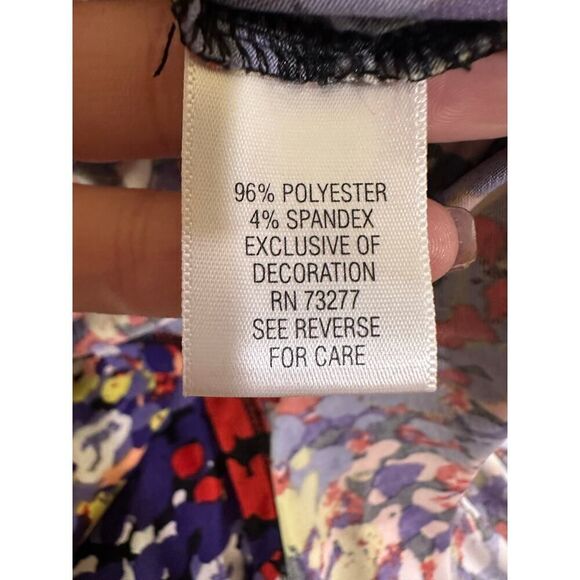 96% POLYESTER
4% SPANDEX
EXCLUSIVE OF
DECORATION
RN 73277
SEE REVERSE
FOR CARE